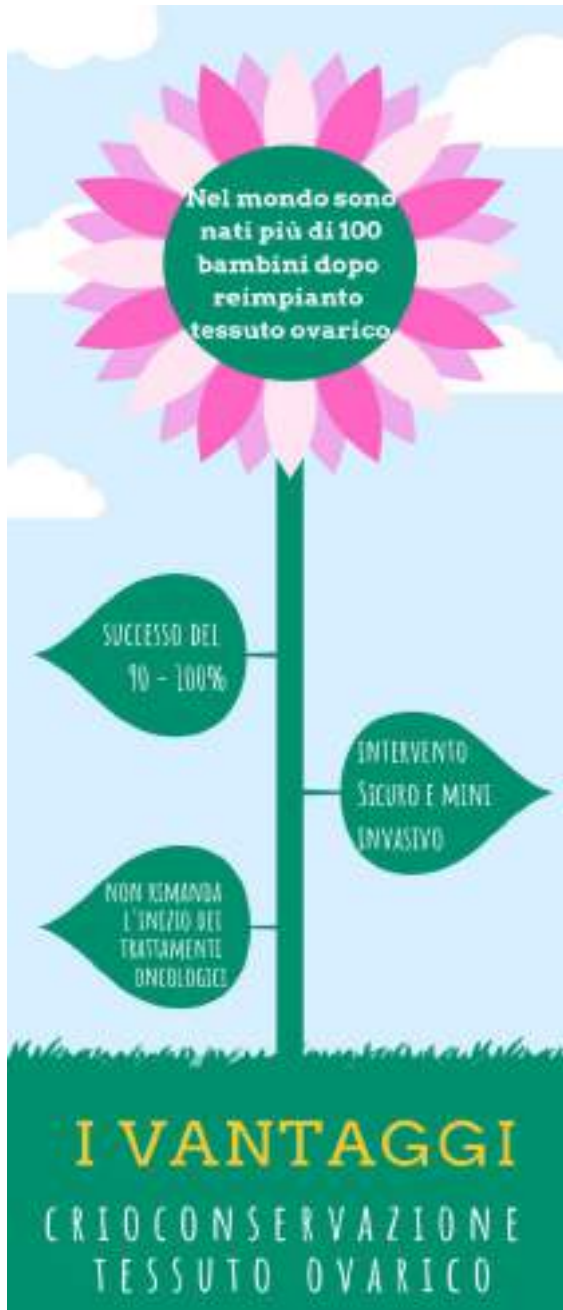 Nel mondo sono
nati più di 100
bambini dopo
reimpianto
tessuto ovarico
SUCCESSO DEL
90 - 100%
INTERVENTO
SICURO E MINI
INVASIVO
NON RIMANDA
L'INIZIO DEI
TRATTAMENTI
ONCOLOGICI
I VANTAGGI
CRIOCONSERVAZIONE
TESSUTO OVARICO